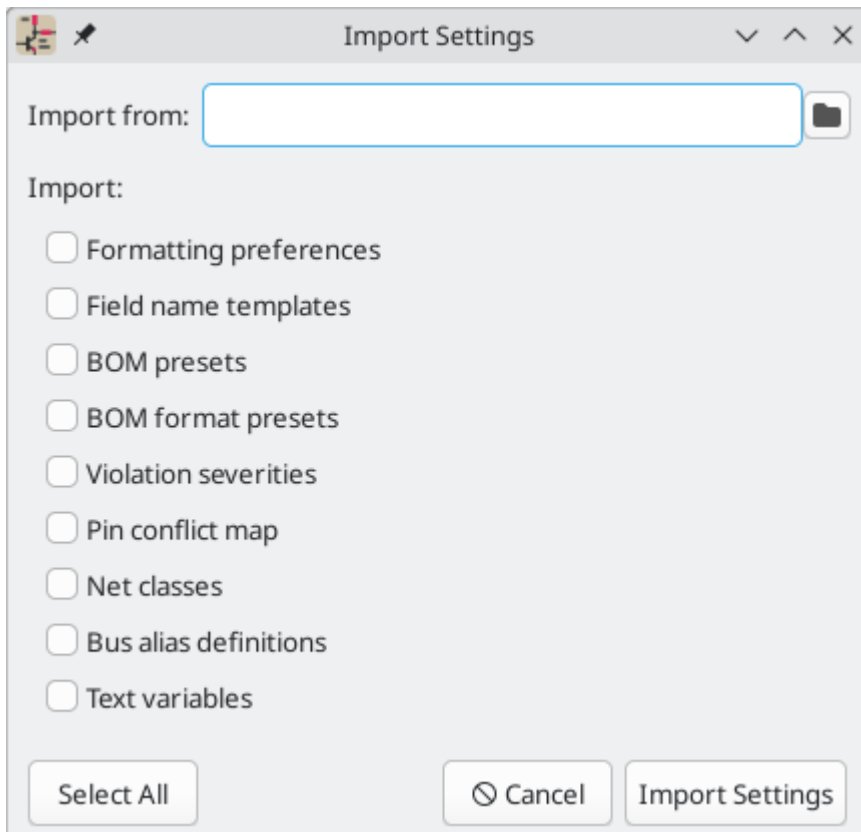 Import Settings
Import from:
Import:
Formatting preferences
Field name templates
BOM presets
BOM format presets
Violation severities
Pin conflict map
Net classes
Bus alias definitions
Text variables
Select All Cancel Import Settings